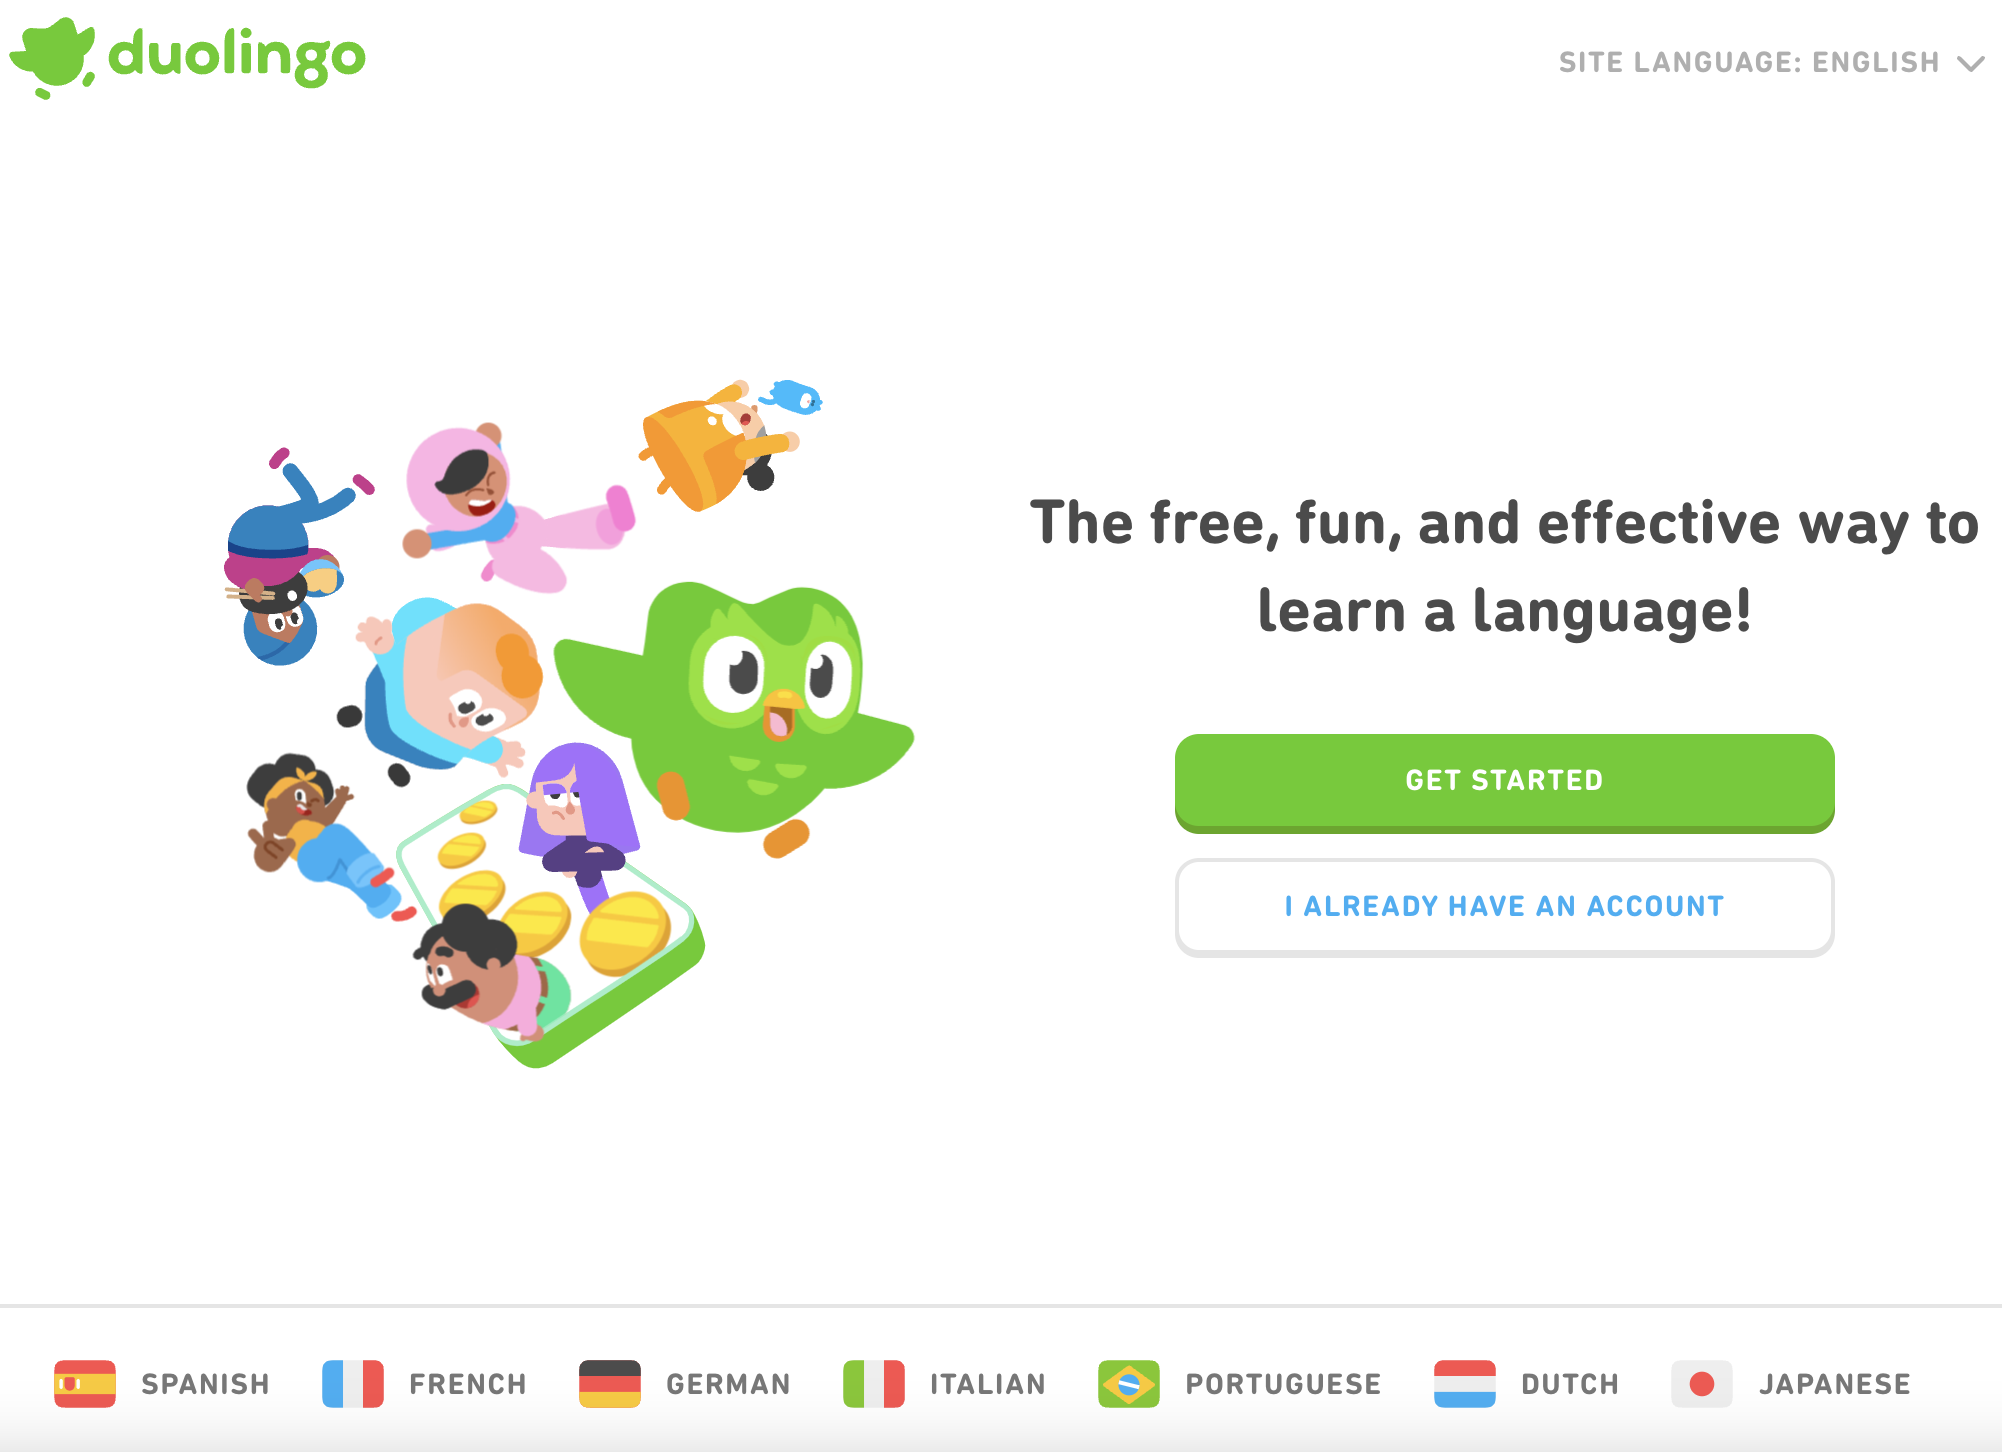 duolingo
SITE LANGUAGE: ENGLISH
The free, fun, and effective way to
learn a language!
GET STARTED
I ALREADY HAVE AN ACCOUNT
SPANISH
FRENCH
GERMAN
ITALIAN
PORTUGUESE
DUTCH
JAPANESE